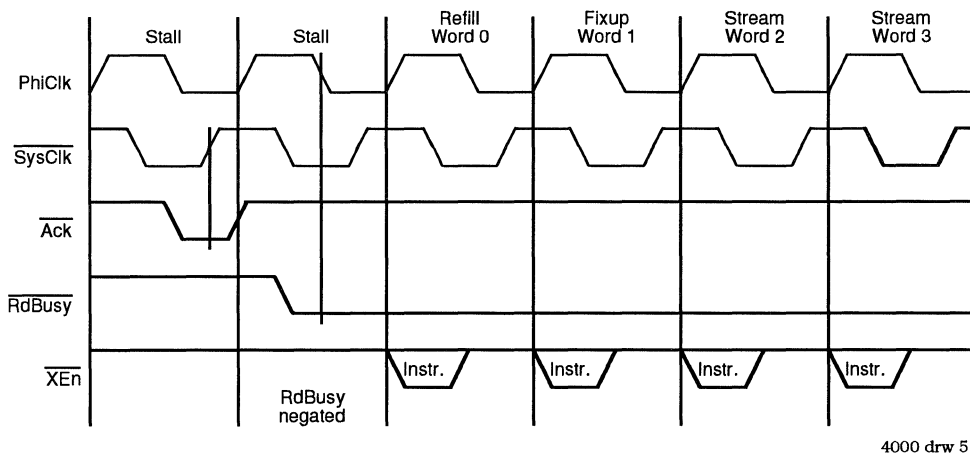 Stall
Stall
Refill
Word 0
Fixup
Word 1
Stream
Word 2
Stream
Word 3
PhiClk
SysClk
Ack
RdBusy
XEn
Instr.
Instr.
Instr.
Instr.
RdBusy
negated
4000 drw 5